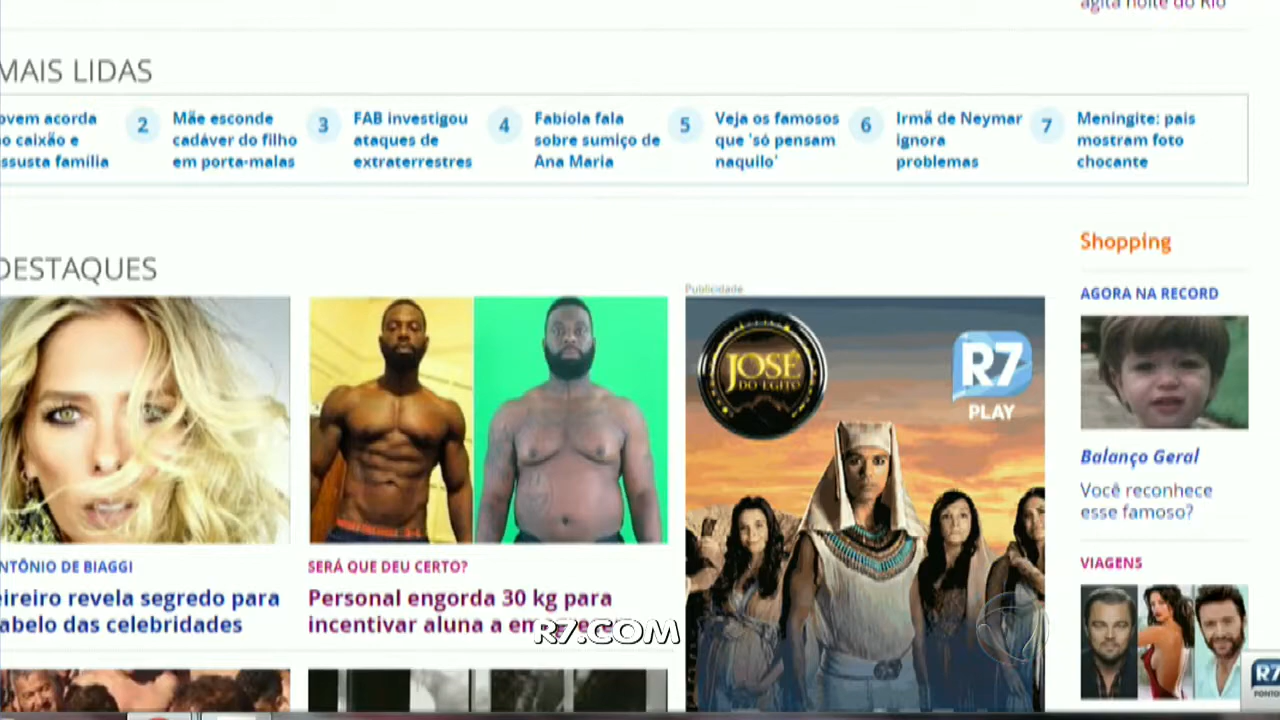 agita noite do Rio
MAIS LIDAS
ovem acorda
o caixão e
ssusta família
2
Mãe esconde
cadáver do filho
em porta-malas
3
FAB investigou
ataques de
extraterrestres
4
Fabíola fala
sobre sumiço de
Ana Maria
5
Veja os famosos
que 'só pensam
naquilo'
6
Irmã de Neymar
ignora
problemas
7
Meningite: pais
mostram foto
chocante
DESTAQUES
NTÔNIO DE BIAGGI
eireiro revela segredo para
abelo das celebridades
SERÁ QUE DEU CERTO?
Personal engorda 30 kg para
incentivar aluna a em
R7.COM
Publicidade
JOSÉ
DO EGITO
R7
PLAY
Shopping
AGORA NA RECORD
Balanço Geral
Você reconhece
esse famoso?
VIAGENS
R7